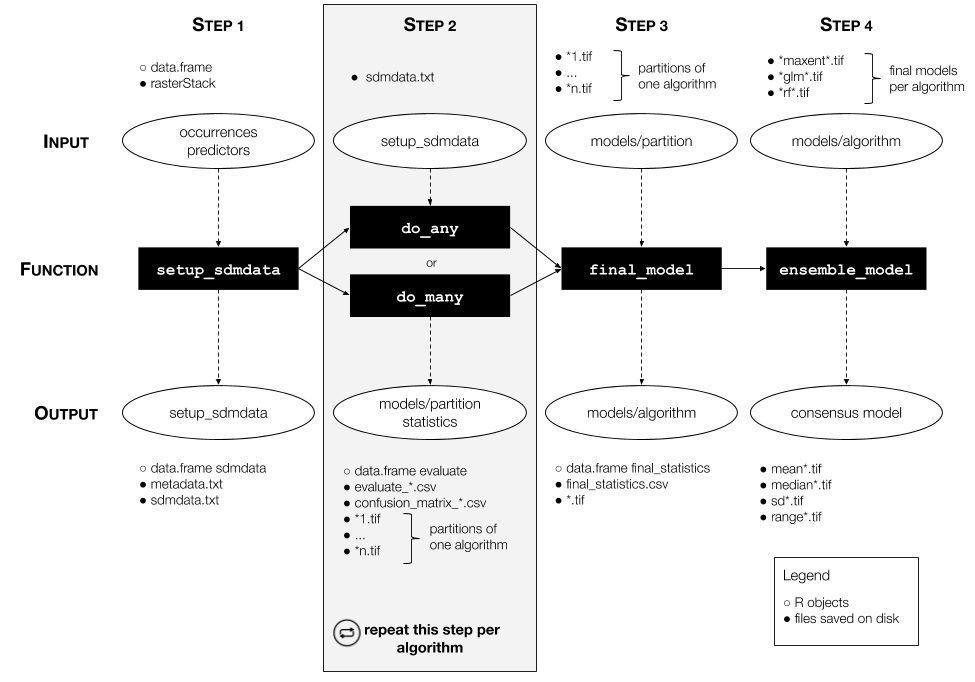 STEP 1
○ data.frame
● rasterStack
INPUT
occurrences
predictors
FUNCTION
setup_sdmdata
OUTPUT
setup_sdmdata
○ data.frame sdmdata
● metadata.txt
● sdmdata.txt
STEP 2
● sdmdata.txt
setup_sdmdata
do_any
or
do_many
models/partition
statistics
○ data.frame evaluate
● evaluate_*.csv
● confusion_matrix_*.csv
● *1.tif
● ...
● *n.tif
partitions of
one algorithm
repeat this step per
algorithm
STEP 3
● *1.tif
● ...
● *n.tif
partitions of
one algorithm
models/partition
final_model
models/algorithm
○ data.frame final_statistics
● final_statistics.csv
● *.tif
STEP 4
● *maxent*.tif
● *glm*.tif
● *rf*.tif
final models
per algorithm
models/algorithm
ensemble_model
consensus model
● mean*.tif
● median*.tif
● sd*.tif
● range*.tif
Legend
○ R objects
● files saved on disk